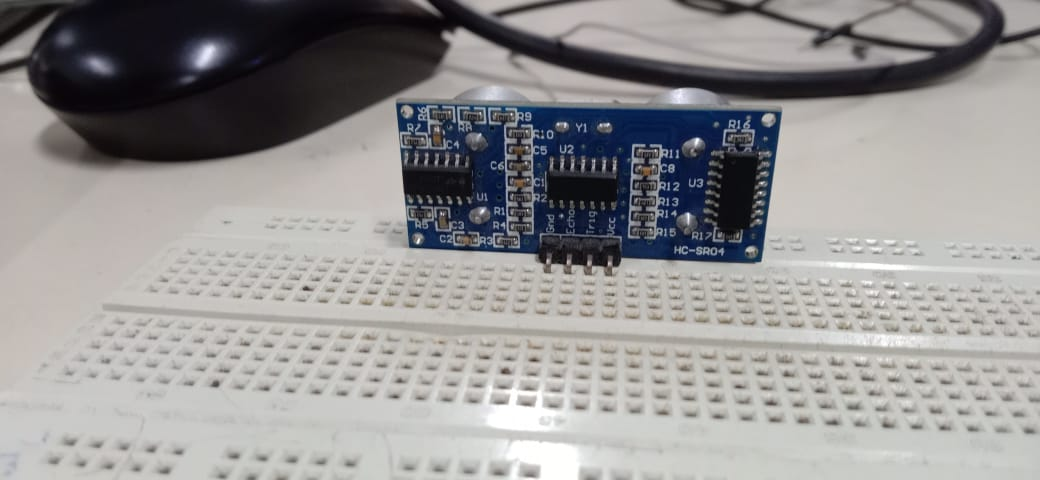 R6
R8
R9
R7
C4
R10
C5
C6
C1
R2
R1
R4
R3
U1
R5
C3
C2
Y1
U2
Gnd
Echo
Trig
Vcc
R11
C8
R12
R13
R14
R15
U3
R16
R17
HC-SR04